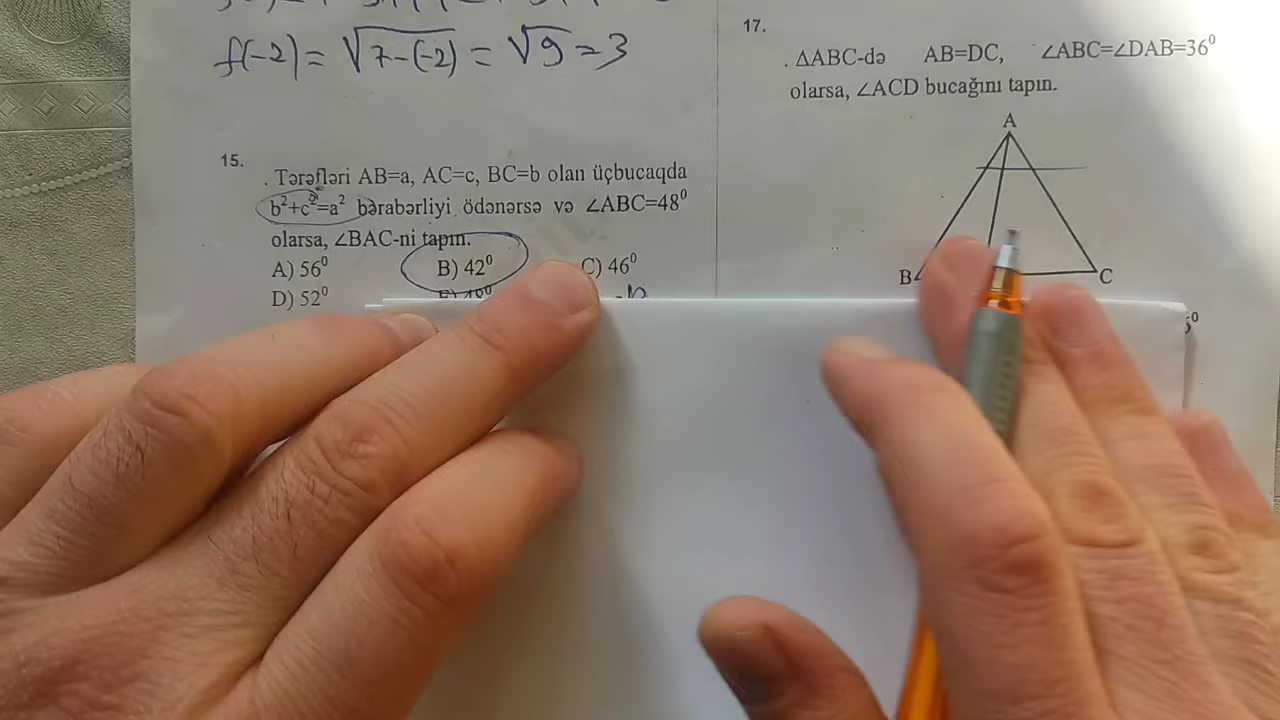 f(-2) = √7-(-2) = √9 = 3
15.
. Tərəfləri AB=a, AC=c, BC=b olan üçbucaqda
b²+c²=a² bərabərliyi ödənərsə və ∠ABC=48⁰
olarsa, ∠BAC-ni tapın.
A) 56⁰ B) 42⁰ C) 46⁰
D) 52⁰
17.
. ΔABC-də AB=DC, ∠ABC=∠DAB=36⁰
olarsa, ∠ACD bucağını tapın.
A
B C